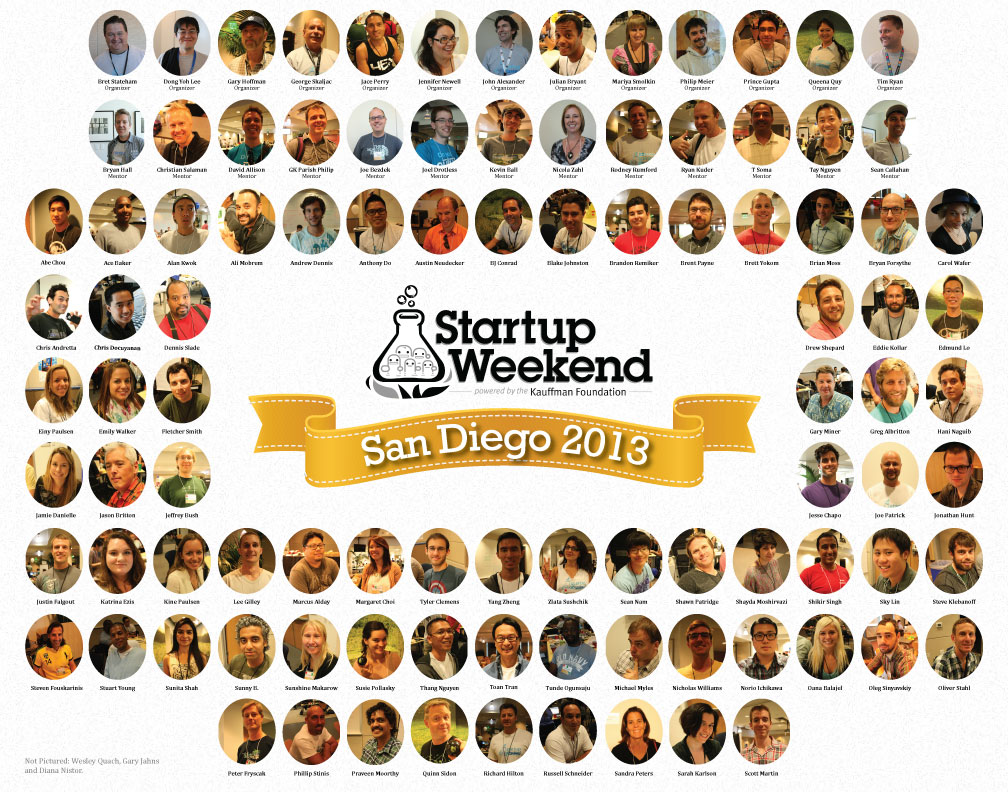 Bret Stateham Dong Yoh Lee Gary Hoffman George Skaljac Jace Perry Jennifer Newell John Alexander Julian Bryant Mariya Smolkin Philip Meier Prince Gupta Queena Quy Tim Ryan
Organizer Organizer Organizer Organizer Organizer Organizer Organizer Organizer Organizer Organizer Organizer Organizer Organizer
Bryan Hall Christian Sulaman David Allison GK Parish Philip Joe Bezdek Joel Drotleos Kevin Ball Nicola Zahl Rodney Rumford Ryan Kuder T Soma Tay Nguyen Sean Callahan
Mentor Mentor Mentor Mentor Mentor Mentor Mentor Mentor Mentor Mentor Mentor Mentor Mentor
Abe Chou Ace Baker Alan Kwok Ali Mohrem Andrew Dennis Anthony Do Austin Neudecker BJ Conrad Blake Johnston Brandon Remiker Brent Payne Brett Yokom Brian Moss Bryan Forsythe Carol Wafer
Chris Andretta Chris Docuyanan Dennis Slade Drew Shepard Eddie Kollar Edmund Lo
Startup
Weekend
powered by the Kauffman Foundation
San Diego 2013
Einy Paulsen Emily Walker Fletcher Smith Gary Miner Greg Albritton Hani Naguib
Jamie Danielle Jason Britton Jeffrey Bush Jesse Chapo Joe Patrick Jonathan Hunt
Justin Falgout Katrina Ezis Kine Paulsen Lee Gilley Marcus Alday Margaret Choi Tyler Clemens Yang Zheng Zlata Sushchik Sean Nam Shawn Patridge Shayda Moshirvazi Shikir Singh Sky Lin Steve Klebanoff
Steven Fouskarinis Stuart Young Sunita Shah Sunny B. Sunshine Makarow Susie Poliasky Thang Nguyen Toan Tran Tunde Ogunsuju Michael Myles Nicholas Williams Norio Ichikawa Oana Balajel Oleg Sinyavskiy Oliver Stahl
Peter Fryscak Phillip Stinis Praveen Moorthy Quinn Sidon Richard Hilton Russell Schneider Sandra Peters Sarah Karlson Scott Martin
Not Pictured: Wesley Quach, Gary Jahns
and Diana Nistor.